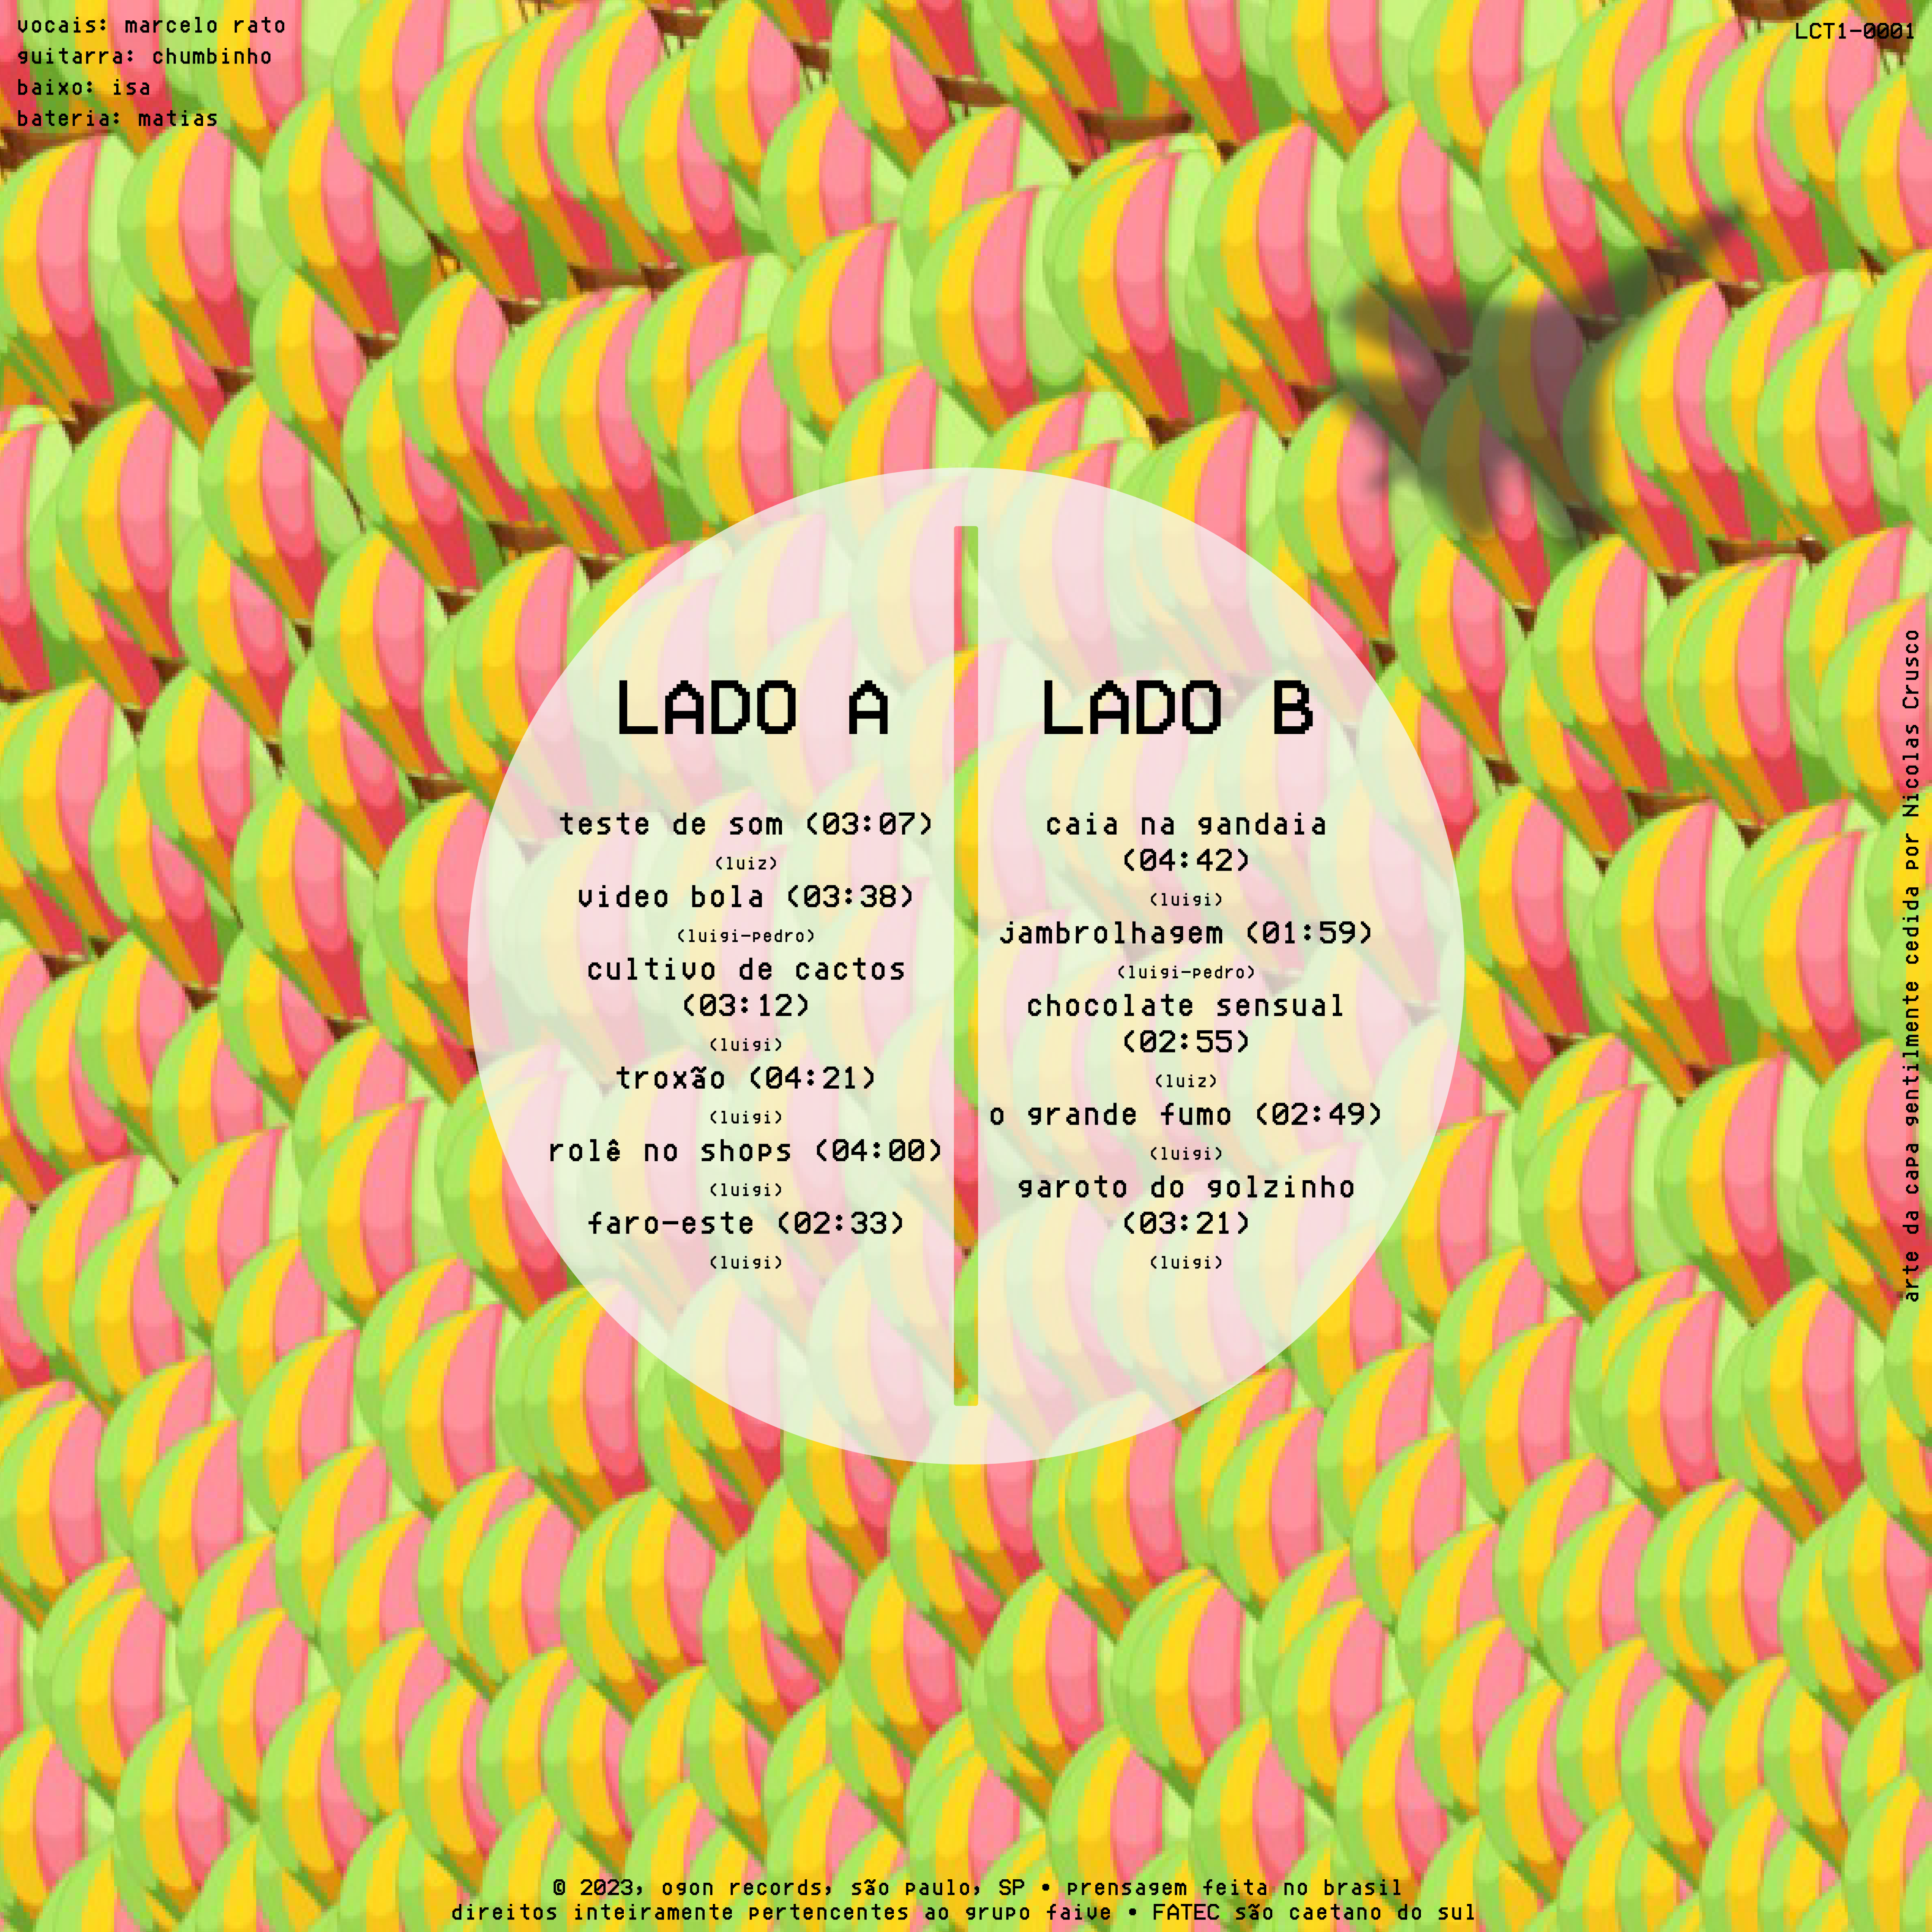 vocais: marcelo rato
guitarra: chumbinho
baixo: isa
bateria: matias
LCT1-0001
LADO A
teste de som (03:07)
(luiz)
video bola (03:38)
(luigi-pedro)
cultivo de cactos
(03:12)
(luigi)
troxão (04:21)
(luigi)
rolê no shops (04:00)
(luigi)
faro-este (02:33)
(luigi)
LADO B
caia na gandaia
(04:42)
(luigi)
jambrolhagem (01:59)
(luigi-pedro)
chocolate sensual
(02:55)
(luiz)
o grande fumo (02:49)
(luigi)
garoto do golzinho
(03:21)
(luigi)
arte da capa gentilmente cedida por Nicolas Crusco
© 2023, ogon records, são paulo, SP • prensagem feita no brasil
direitos inteiramente pertencentes ao grupo faive • FATEC são caetano do sul